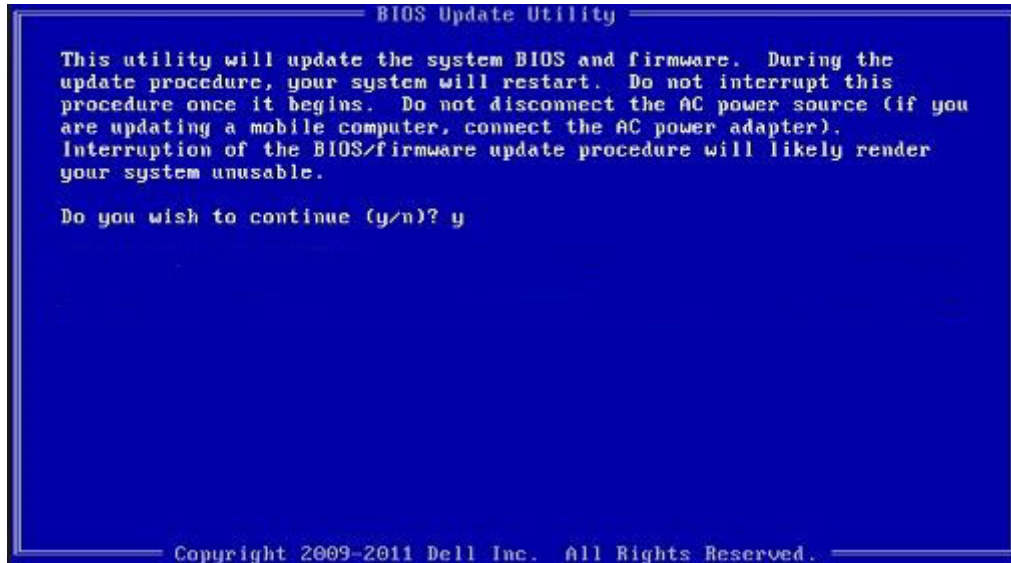 BIOS Update Utility
This utility will update the system BIOS and firmware. During the
update procedure, your system will restart. Do not interrupt this
procedure once it begins. Do not disconnect the AC power source (if you
are updating a mobile computer, connect the AC power adapter).
Interruption of the BIOS/firmware update procedure will likely render
your system unusable.
Do you wish to continue (y/n)? y
Copyright 2009-2011 Dell Inc. All Rights Reserved.